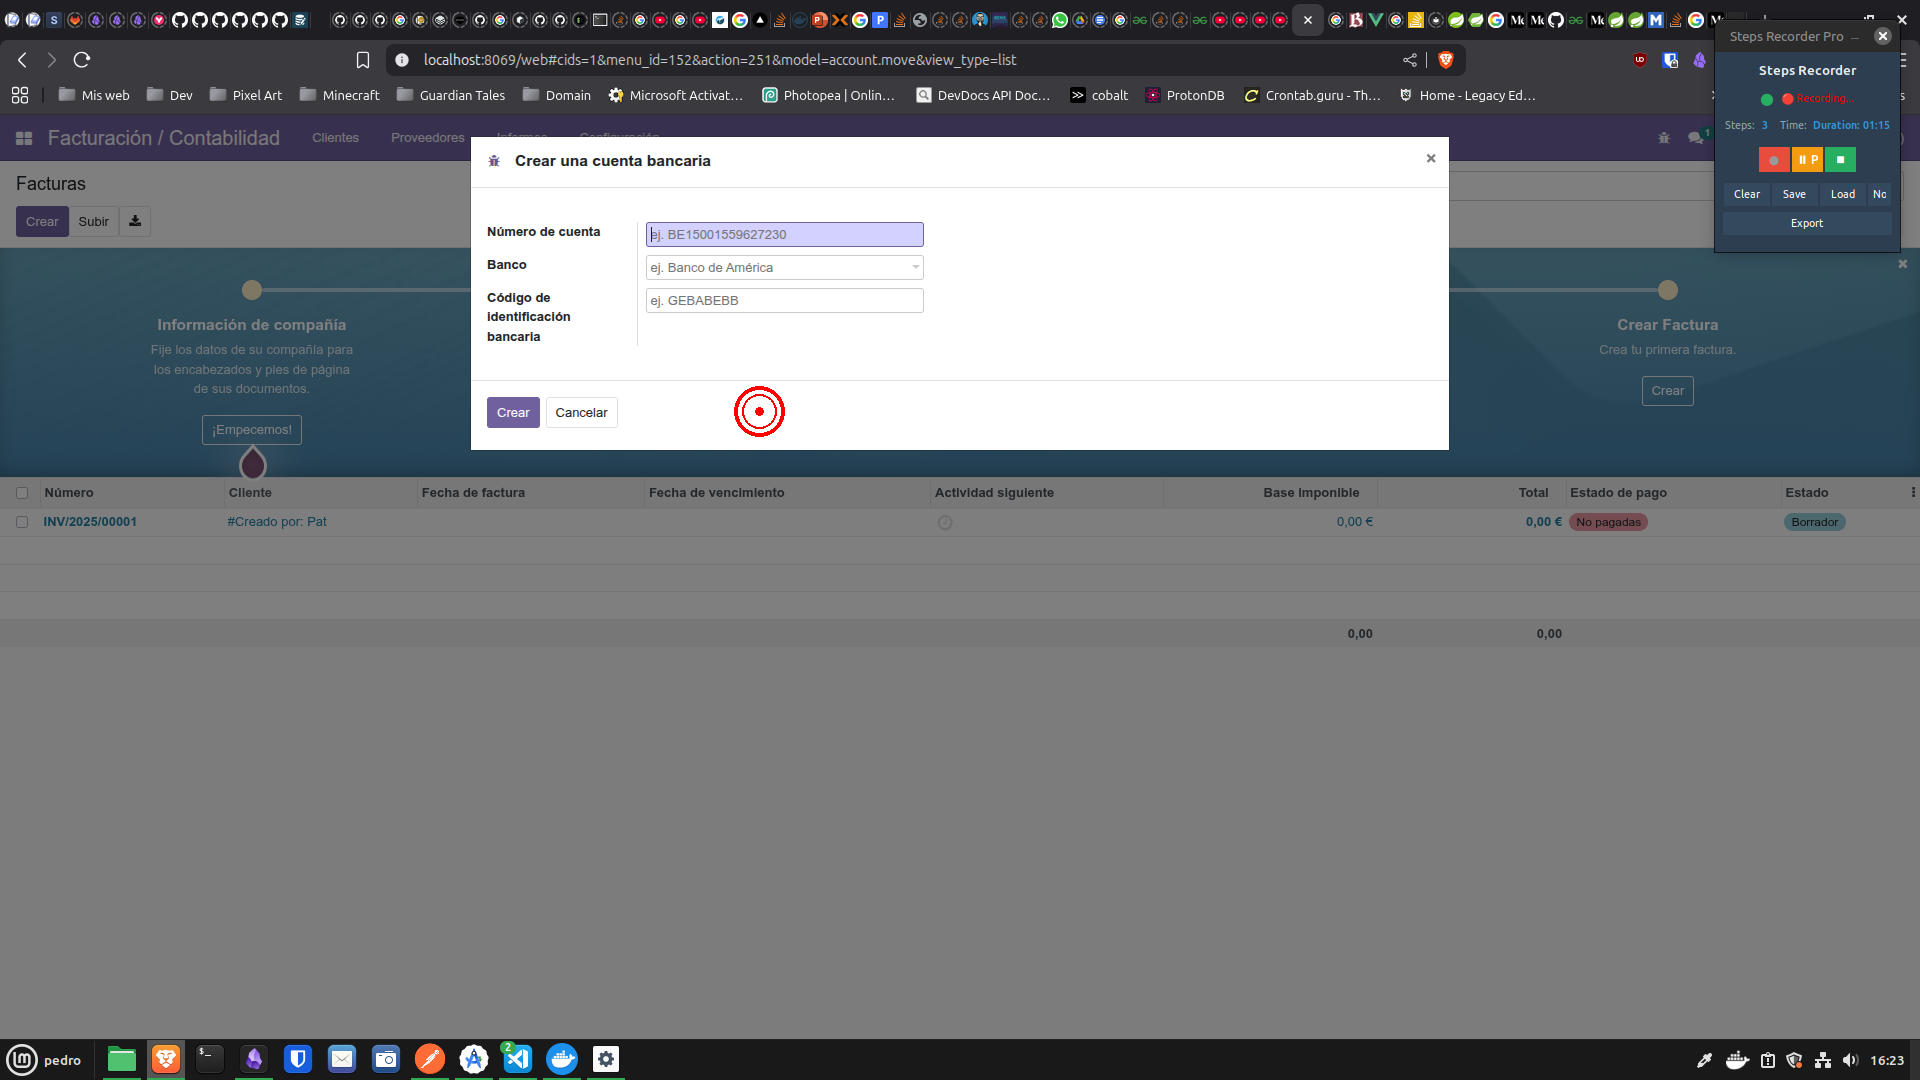 Steps Recorder Pro
localhost:8069/web#cids=1&menu_id=152&action=251&model=account.move&view_type=list
Steps Recorder
Mis web
Dev
Pixel Art
Minecraft
Guardian Tales
Domain
Microsoft Activat...
Photopea | Onlin...
DevDocs API Doc...
cobalt
ProtonDB
Crontab.guru - Th...
Home - Legacy Ed...
Recording...
Steps: 3 Time: Duration: 01:15
P
Clear Save Load No
Export
Facturación / Contabilidad
Clientes
Proveedores
Informes
Configuración
1
Crear una cuenta bancaria
×
Facturas
Crear
Subir
Número de cuenta
ej. BE15001559627230
Banco
ej. Banco de América
Código de identificación bancaria
ej. GEBABEBB
Crear
Cancelar
Información de compañía
Fije los datos de su compañía para
los encabezados y pies de página
de sus documentos.
¡Empecemos!
Crear Factura
Crea tu primera factura.
Crear
Número Cliente Fecha de factura Fecha de vencimiento Actividad siguiente Base imponible Total Estado de pago Estado
INV/2025/00001 #Creado por: Pat 0,00 € 0,00 € No pagadas Borrador
0,00 0,00
pedro
2
16:23